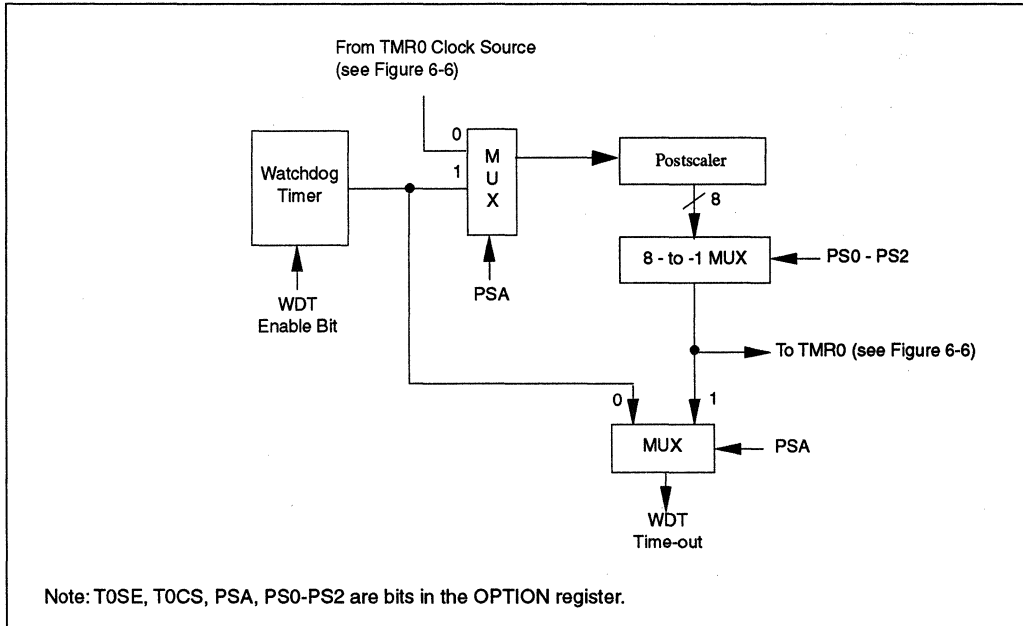 From TMR0 Clock Source
(see Figure 6-6)
0
1
M
U
X
Watchdog
Timer
Postscaler
8
8 - to -1 MUX
PS0 - PS2
PSA
WDT
Enable Bit
To TMR0 (see Figure 6-6)
0
1
MUX
PSA
WDT
Time-out
Note: T0SE, T0CS, PSA, PS0-PS2 are bits in the OPTION register.